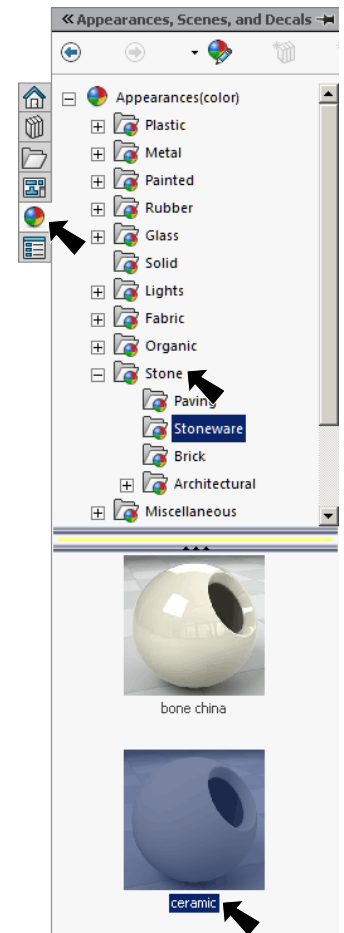 Appearances, Scenes, and Decals
Appearances(color)
Plastic
Metal
Painted
Rubber
Glass
Solid
Lights
Fabric
Organic
Stone
Paving
Stoneware
Brick
Architectural
Miscellaneous
bone china
ceramic